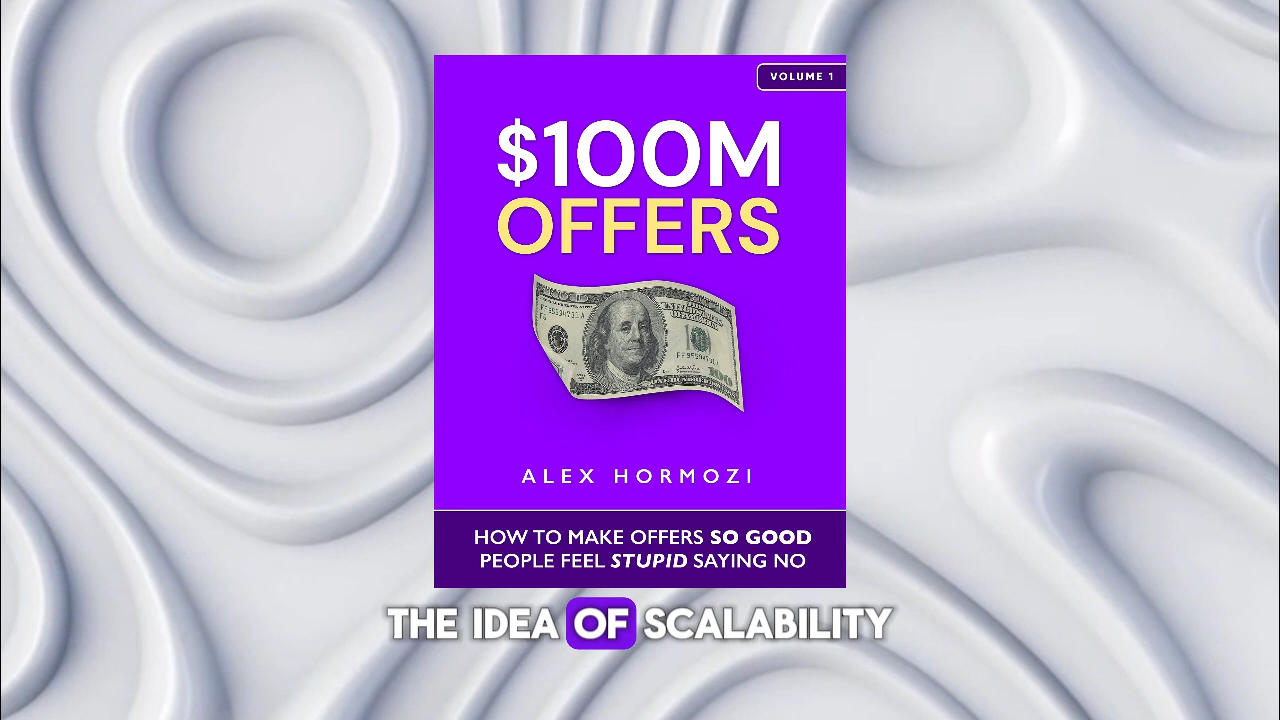 VOLUME 1
$100M
OFFERS
ALEX HORMOZI
HOW TO MAKE OFFERS SO GOOD
PEOPLE FEEL STUPID SAYING NO
THE IDEA OF SCALABILITY